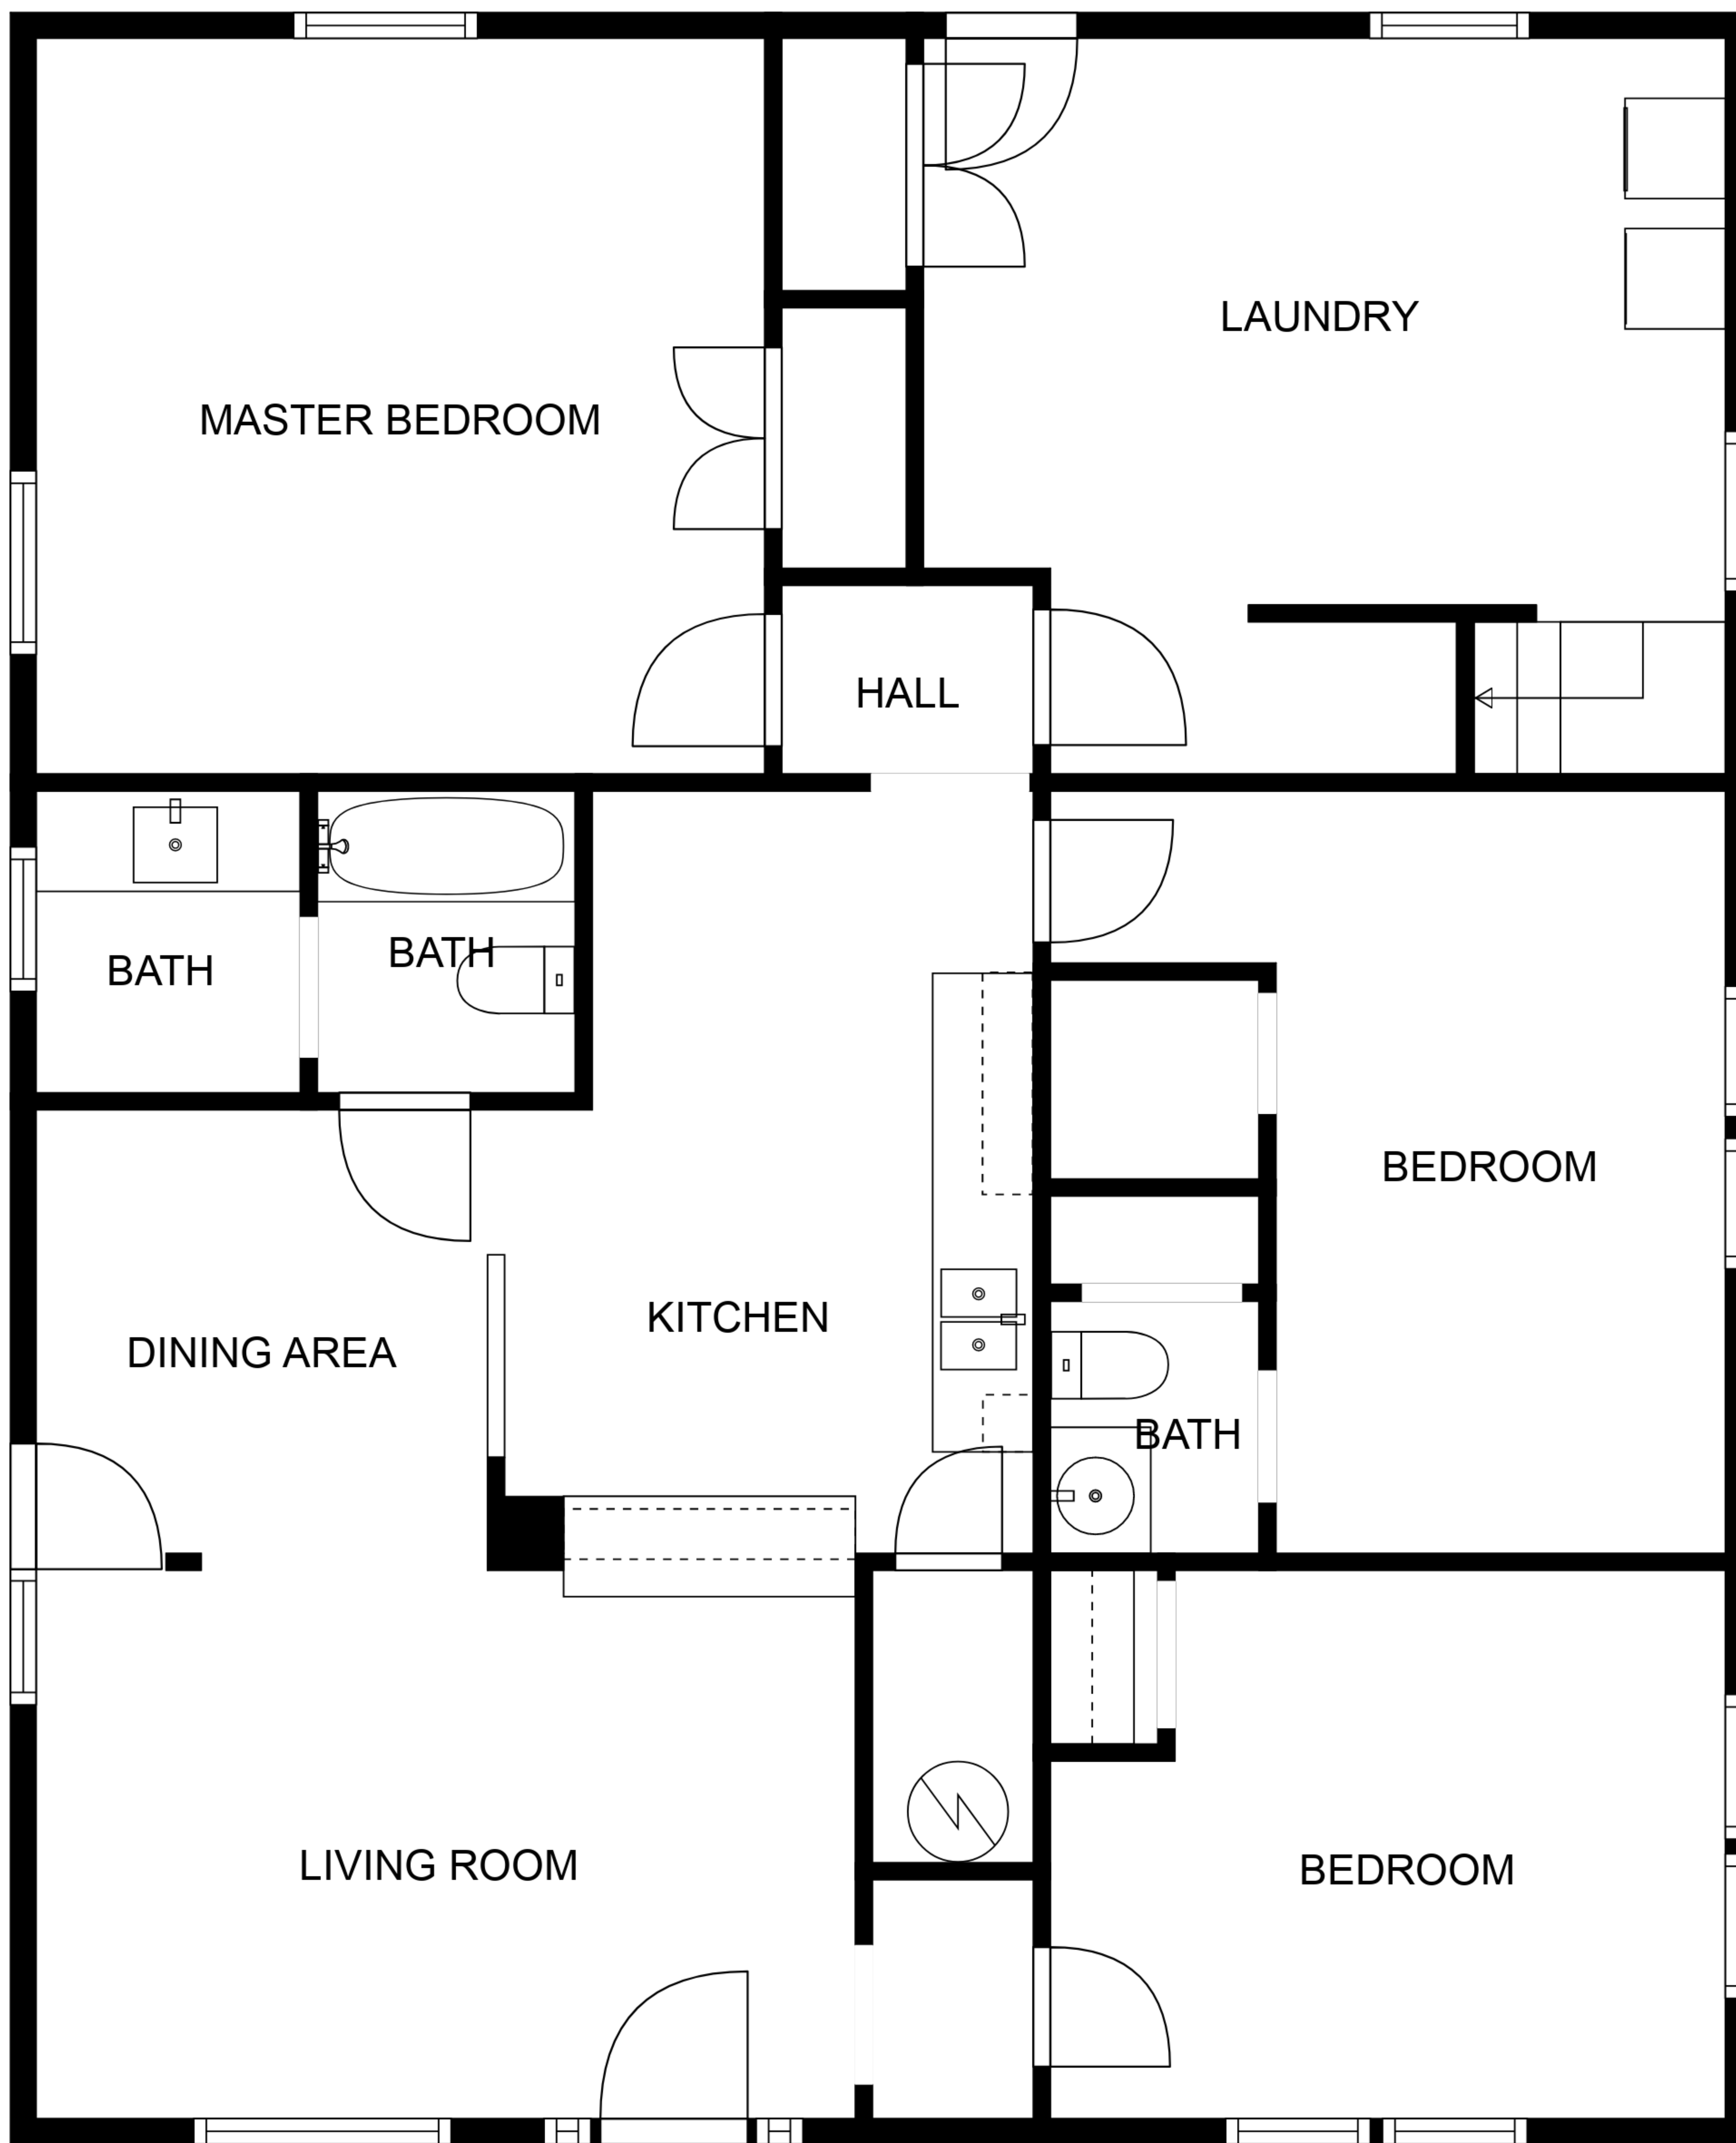 LAUNDRY
MASTER BEDROOM
HALL
BATH
BATH
BEDROOM
KITCHEN
DINING AREA
BATH
LIVING ROOM
BEDROOM